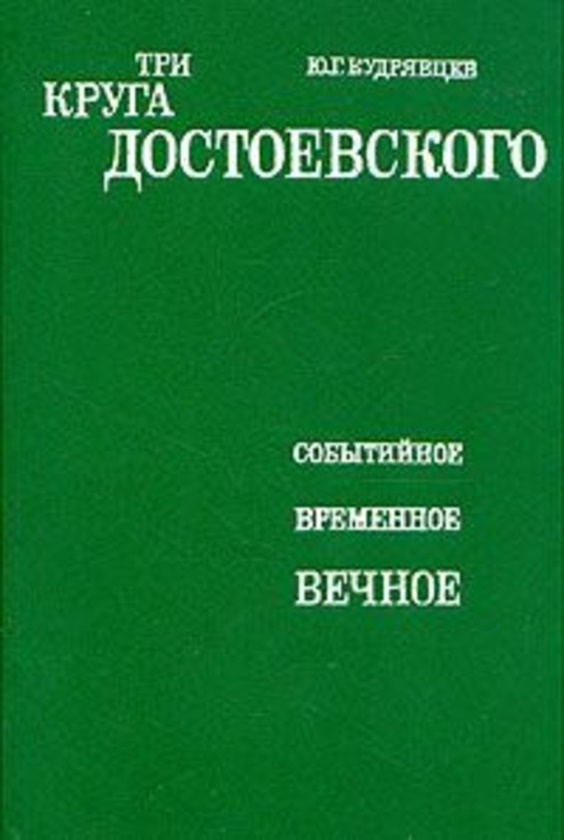 ТРИ
Ю.Г. КУДРЯВЦЕВ
КРУГА
ДОСТОЕВСКОГО
СОБЫТИЙНОЕ
ВРЕМЕННОЕ
ВЕЧНОЕ